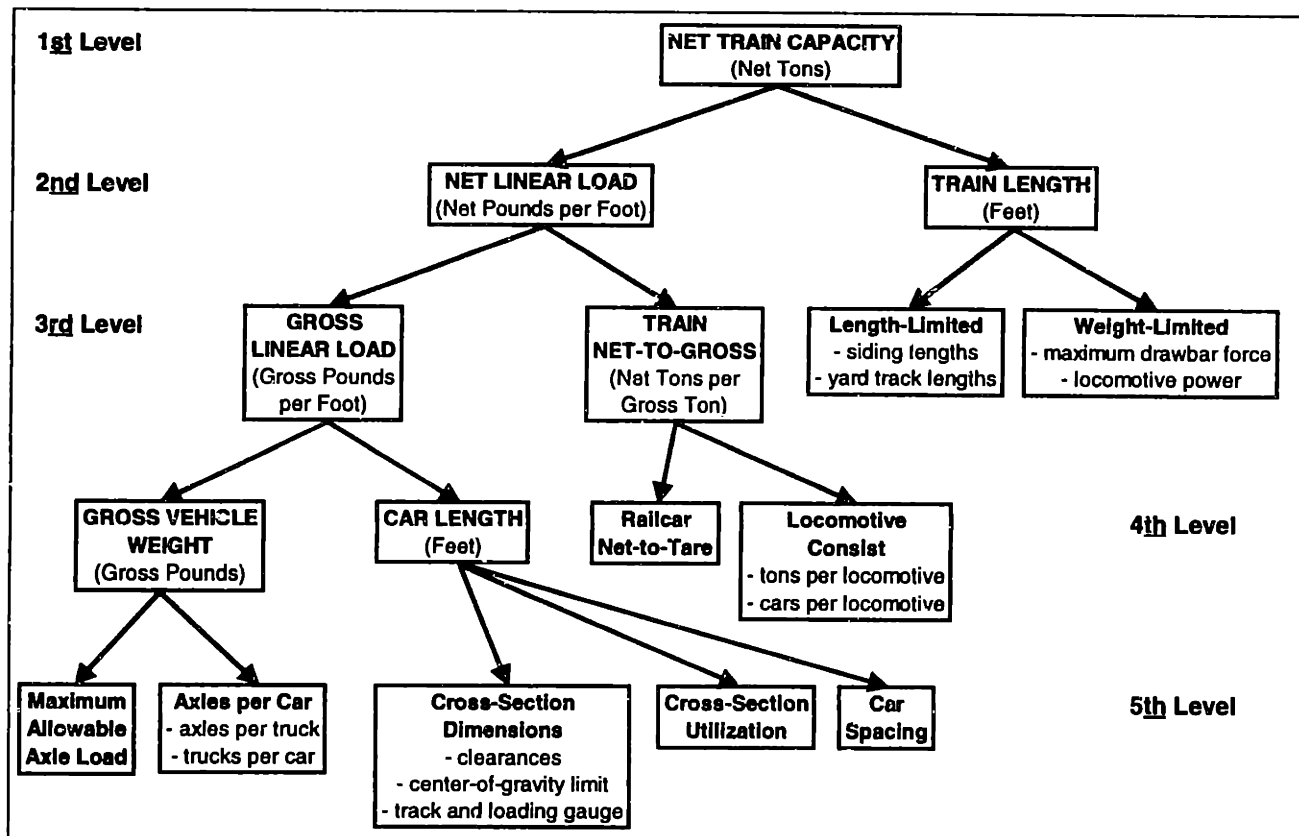 1st Level
NET TRAIN CAPACITY
(Net Tons)
2nd Level
NET LINEAR LOAD
(Net Pounds per Foot)
TRAIN LENGTH
(Feet)
3rd Level
GROSS
LINEAR LOAD
(Gross Pounds
per Foot)
TRAIN
NET-TO-GROSS
(Net Tons per
Gross Ton)
Length-Limited
- siding lengths
- yard track lengths
Weight-Limited
- maximum drawbar force
- locomotive power
GROSS VEHICLE
WEIGHT
(Gross Pounds)
CAR LENGTH
(Feet)
Railcar
Net-to-Tare
Locomotive
Consist
- tons per locomotive
- cars per locomotive
4th Level
Maximum
Allowable
Axle Load
Axles per Car
- axles per truck
- trucks per car
Cross-Section
Dimensions
- clearances
- center-of-gravity limit
- track and loading gauge
Cross-Section
Utilization
Car
Spacing
5th Level